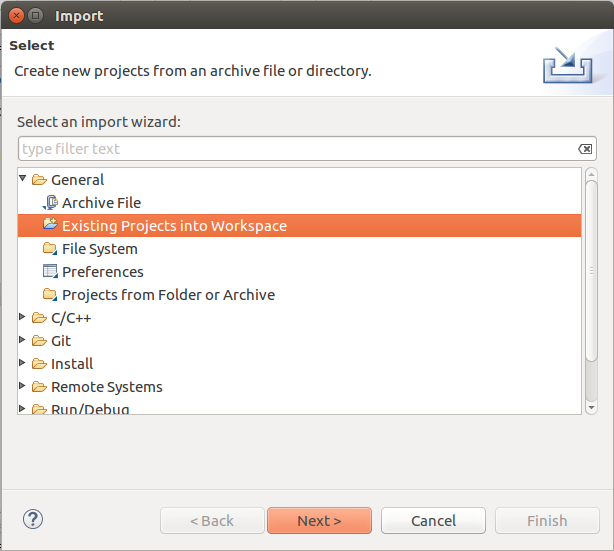 Import
Select
Create new projects from an archive file or directory.
Select an import wizard:
type filter text
General
Archive File
Existing Projects into Workspace
File System
Preferences
Projects from Folder or Archive
C/C++
Git
Install
Remote Systems
Run/Debug
?
< Back
Next >
Cancel
Finish